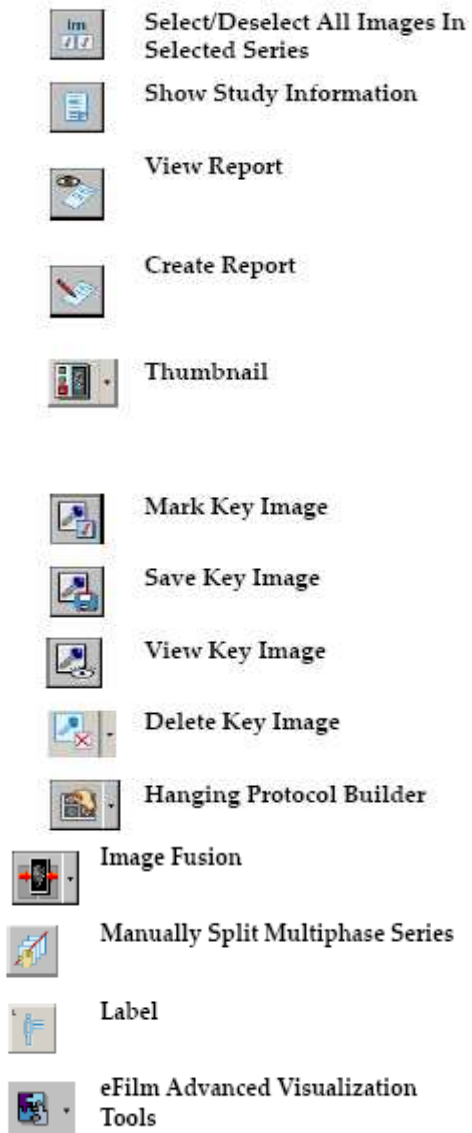 im
Select/Deselect All Images In
Selected Series
Show Study Information
View Report
Create Report
Thumbnail
Mark Key Image
Save Key Image
View Key Image
Delete Key Image
Hanging Protocol Builder
Image Fusion
Manually Split Multiphase Series
L
Label
eFilm Advanced Visualization
Tools